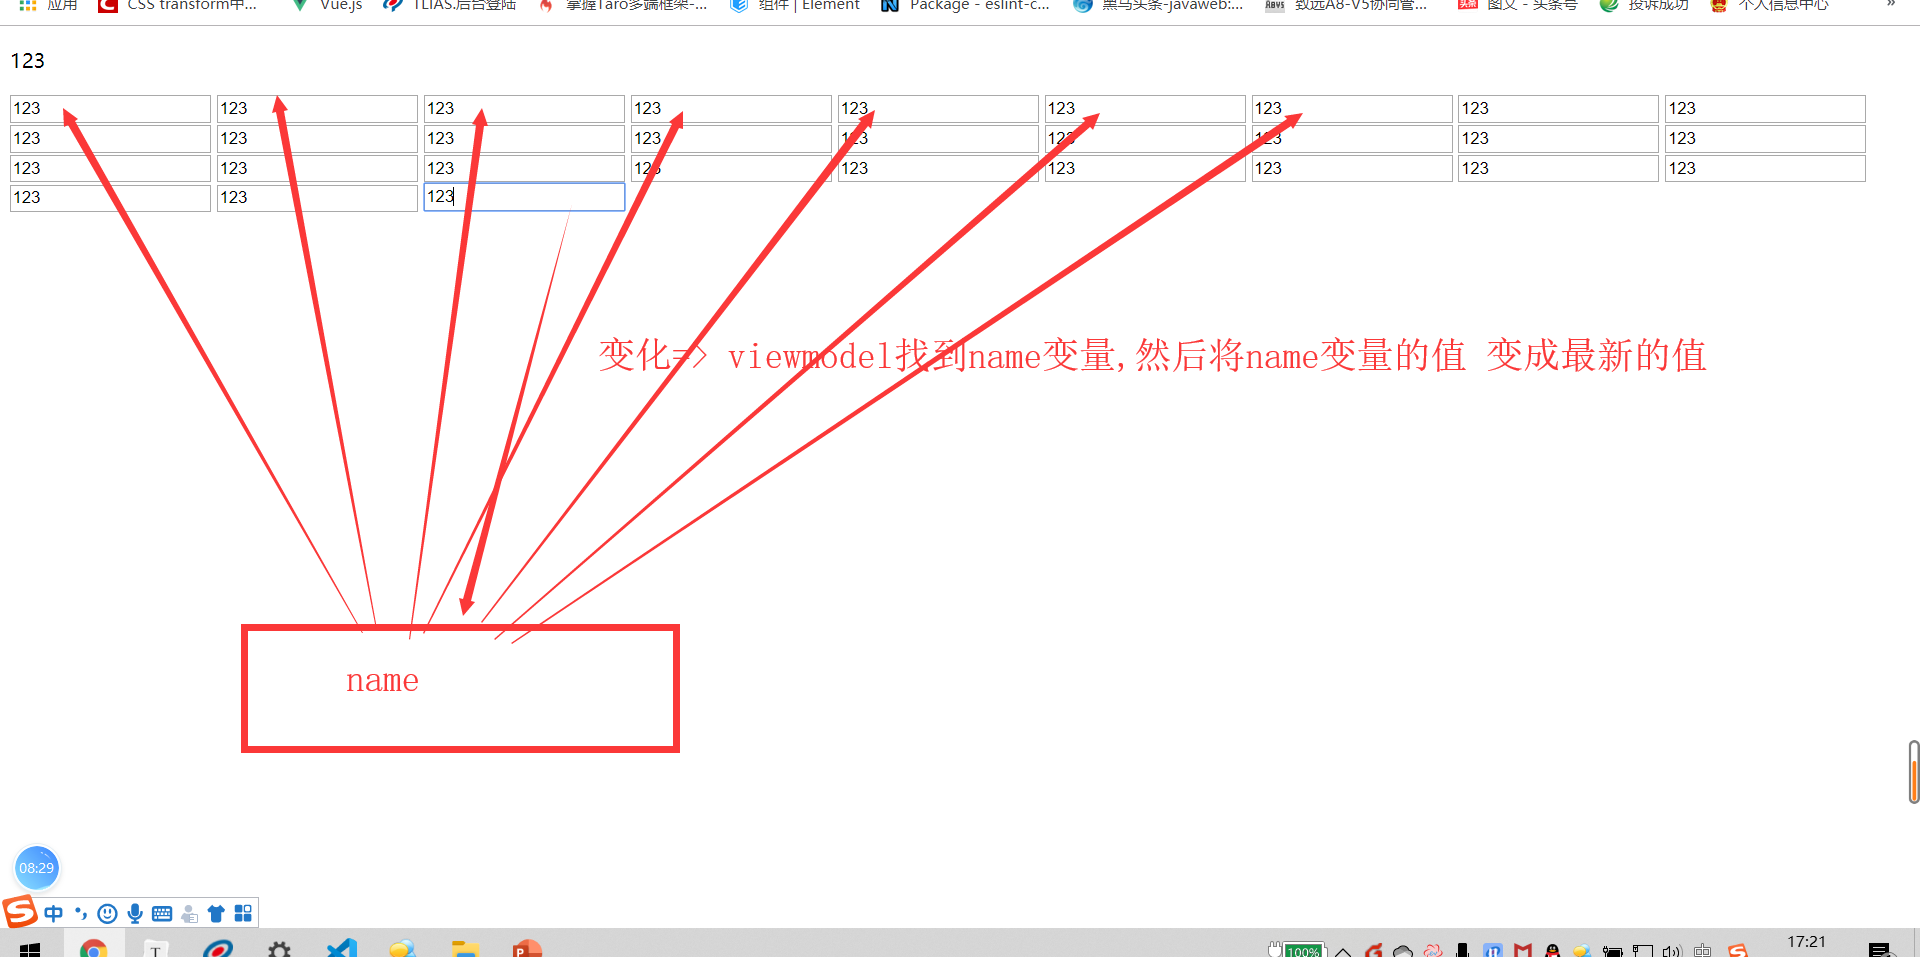 应用 CSS transform中... Vue.js TLIAS.后台登陆 掌握Taro多端框架-... 组件 | Element Package - eslint-c... 黑马头条-javaweb:... 致远A8-V5协同管... 图文 - 头条号 投诉成功 个人信息中心 »
123
123 123 123 123 123 123 123 123 123
123 123 123 123 123 123 123 123 123
123 123 123 123 123 123 123 123 123
123 123 123
变化=> viewmodel找到name变量,然后将name变量的值 变成最新的值
name
08:29
中
100% 17:21